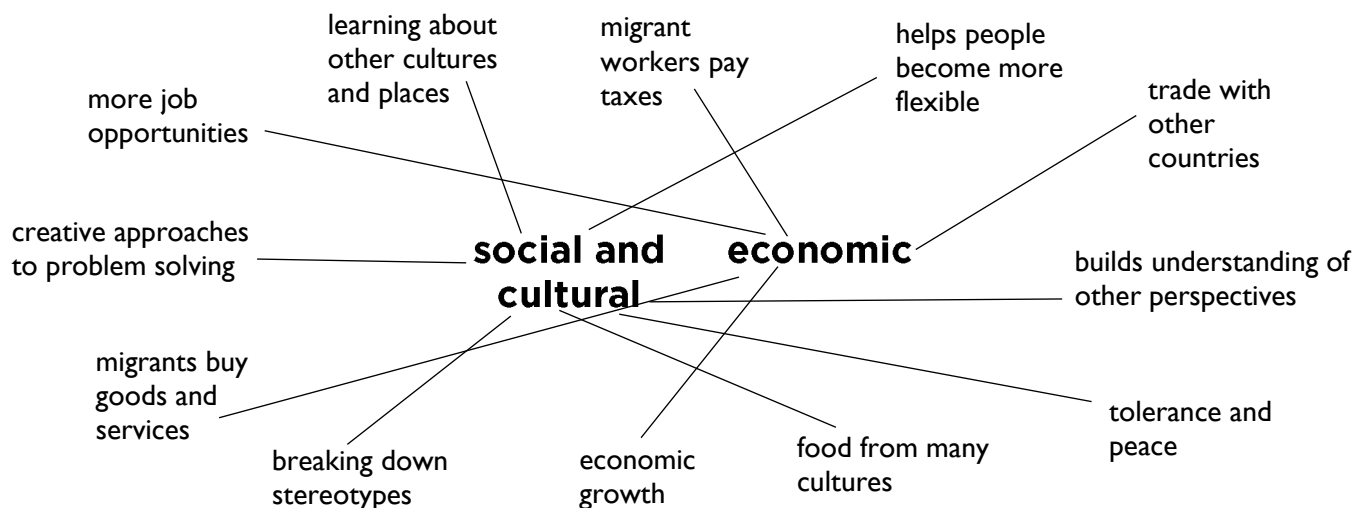 learning about
other cultures
and places
migrant
workers pay
taxes
helps people
become more
flexible
more job
opportunities
trade with
other
countries
creative approaches
to problem solving
social and
cultural
economic
builds understanding of
other perspectives
migrants buy
goods and
services
tolerance and
peace
breaking down
stereotypes
economic
growth
food from many
cultures